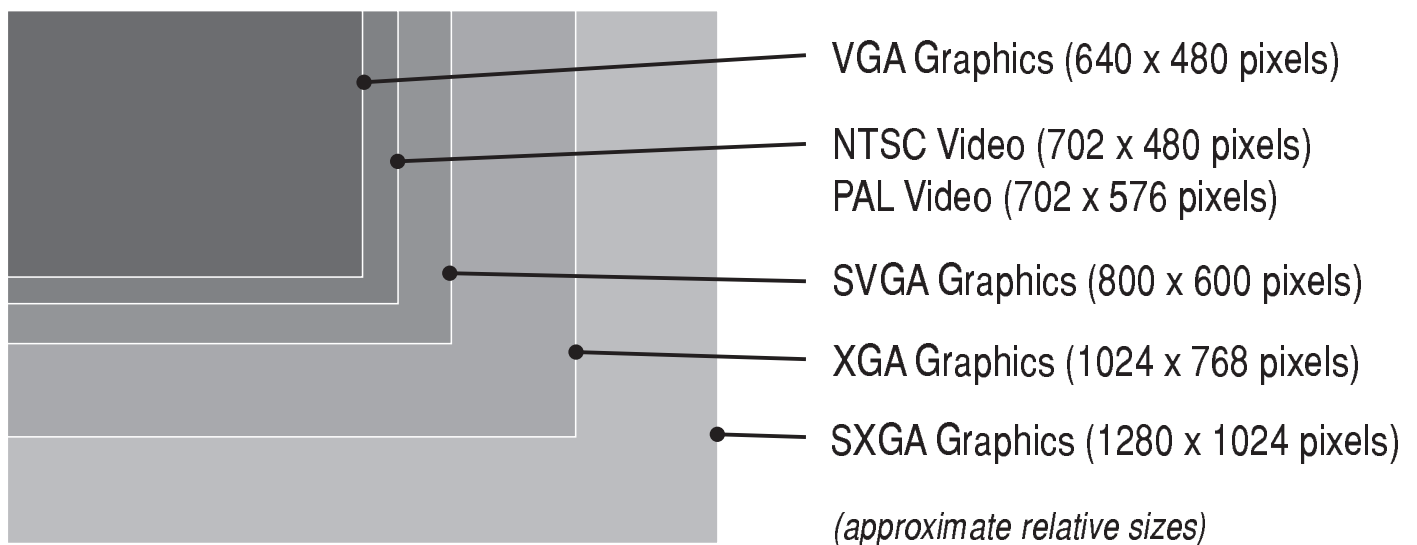 VGA Graphics (640 x 480 pixels)
NTSC Video (702 x 480 pixels)
PAL Video (702 x 576 pixels)
SVGA Graphics (800 x 600 pixels)
XGA Graphics (1024 x 768 pixels)
SXGA Graphics (1280 x 1024 pixels)
(approximate relative sizes)